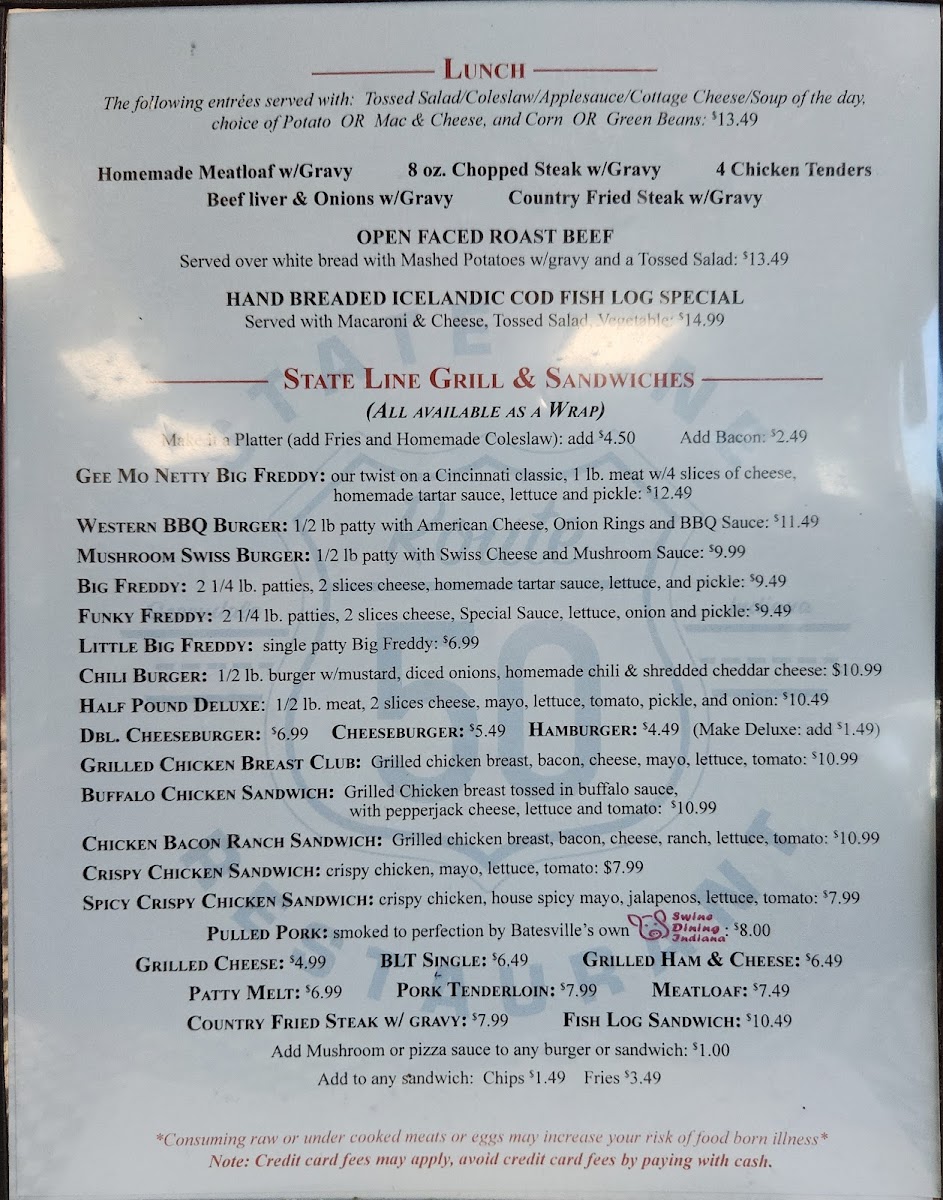 LUNCH
The following entrées served with: Tossed Salad/Coleslaw/Applesauce/Cottage Cheese/Soup of the day,
choice of Potato OR Mac & Cheese, and Corn OR Green Beans: $13.49
Homemade Meatloaf w/Gravy 8 oz. Chopped Steak w/Gravy 4 Chicken Tenders
Beef liver & Onions w/Gravy Country Fried Steak w/Gravy
OPEN FACED ROAST BEEF
Served over white bread with Mashed Potatoes w/gravy and a Tossed Salad: $13.49
HAND BREADED ICELANDIC COD FISH LOG SPECIAL
Served with Macaroni & Cheese, Tossed Salad, Vegetable: $14.99
STATE LINE GRILL & SANDWICHES
(ALL AVAILABLE AS A WRAP)
Make it a Platter (add Fries and Homemade Coleslaw): add $4.50 Add Bacon: $2.49
GEE MO NETTY BIG FREDDY: our twist on a Cincinnati classic, 1 lb. meat w/4 slices of cheese,
homemade tartar sauce, lettuce and pickle: $12.49
WESTERN BBQ BURGER: 1/2 lb patty with American Cheese, Onion Rings and BBQ Sauce: $11.49
MUSHROOM SWISS BURGER: 1/2 lb patty with Swiss Cheese and Mushroom Sauce: $9.99
BIG FREDDY: 2 1/4 lb. patties, 2 slices cheese, homemade tartar sauce, lettuce, and pickle: $9.49
FUNKY FREDDY: 2 1/4 lb. patties, 2 slices cheese, Special Sauce, lettuce, onion and pickle: $9.49
LITTLE BIG FREDDY: single patty Big Freddy: $6.99
CHILI BURGER: 1/2 lb. burger w/mustard, diced onions, homemade chili & shredded cheddar cheese: $10.99
HALF POUND DELUXE: 1/2 lb. meat, 2 slices cheese, mayo, lettuce, tomato, pickle, and onion: $10.49
DBL. CHEESEBURGER: $6.99 CHEESEBURGER: $5.49 HAMBURGER: $4.49 (Make Deluxe: add $1.49)
GRILLED CHICKEN BREAST CLUB: Grilled chicken breast, bacon, cheese, mayo, lettuce, tomato: $10.99
BUFFALO CHICKEN SANDWICH: Grilled Chicken breast tossed in buffalo sauce,
with pepperjack cheese, lettuce and tomato: $10.99
CHICKEN BACON RANCH SANDWICH: Grilled chicken breast, bacon, cheese, ranch, lettuce, tomato: $10.99
CRISPY CHICKEN SANDWICH: crispy chicken, mayo, lettuce, tomato: $7.99
SPICY CRISPY CHICKEN SANDWICH: crispy chicken, house spicy mayo, jalapenos, lettuce, tomato: $7.99
PULLED PORK: smoked to perfection by Batesville's own Swine Dining Indiana: $8.00
GRILLED CHEESE: $4.99 BLT SINGLE: $6.49 GRILLED HAM & CHEESE: $6.49
PATTY MELT: $6.99 PORK TENDERLOIN: $7.99 MEATLOAF: $7.49
COUNTRY FRIED STEAK W/ GRAVY: $7.99 FISH LOG SANDWICH: $10.49
Add Mushroom or pizza sauce to any burger or sandwich: $1.00
Add to any sandwich: Chips $1.49 Fries $3.49
*Consuming raw or under cooked meats or eggs may increase your risk of food born illness*
Note: Credit card fees may apply, avoid credit card fees by paying with cash.
STATE LINE
Route
50
RESTAURANT